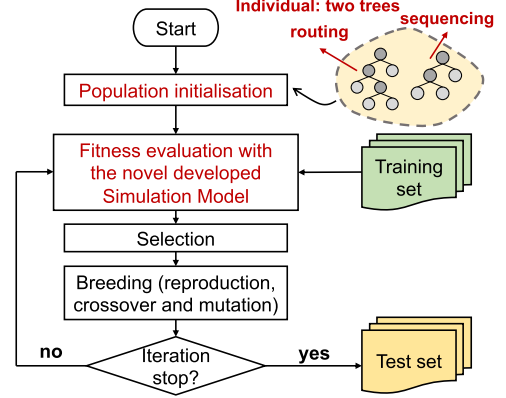 Individual: two trees
routing
sequencing
Start
Population initialisation
Fitness evaluation with
the novel developed
Simulation Model
Training
set
Selection
Breeding (reproduction,
crossover and mutation)
no
Iteration
stop?
yes
Test set